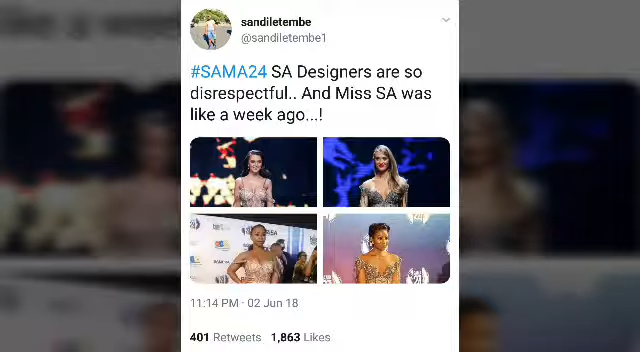 sandiletembe
@sandiletembe1
#SAMA24 SA Designers are so
disrespectful.. And Miss SA was
like a week ago...!
11:14 PM · 02 Jun 18
401 Retweets 1,863 Likes